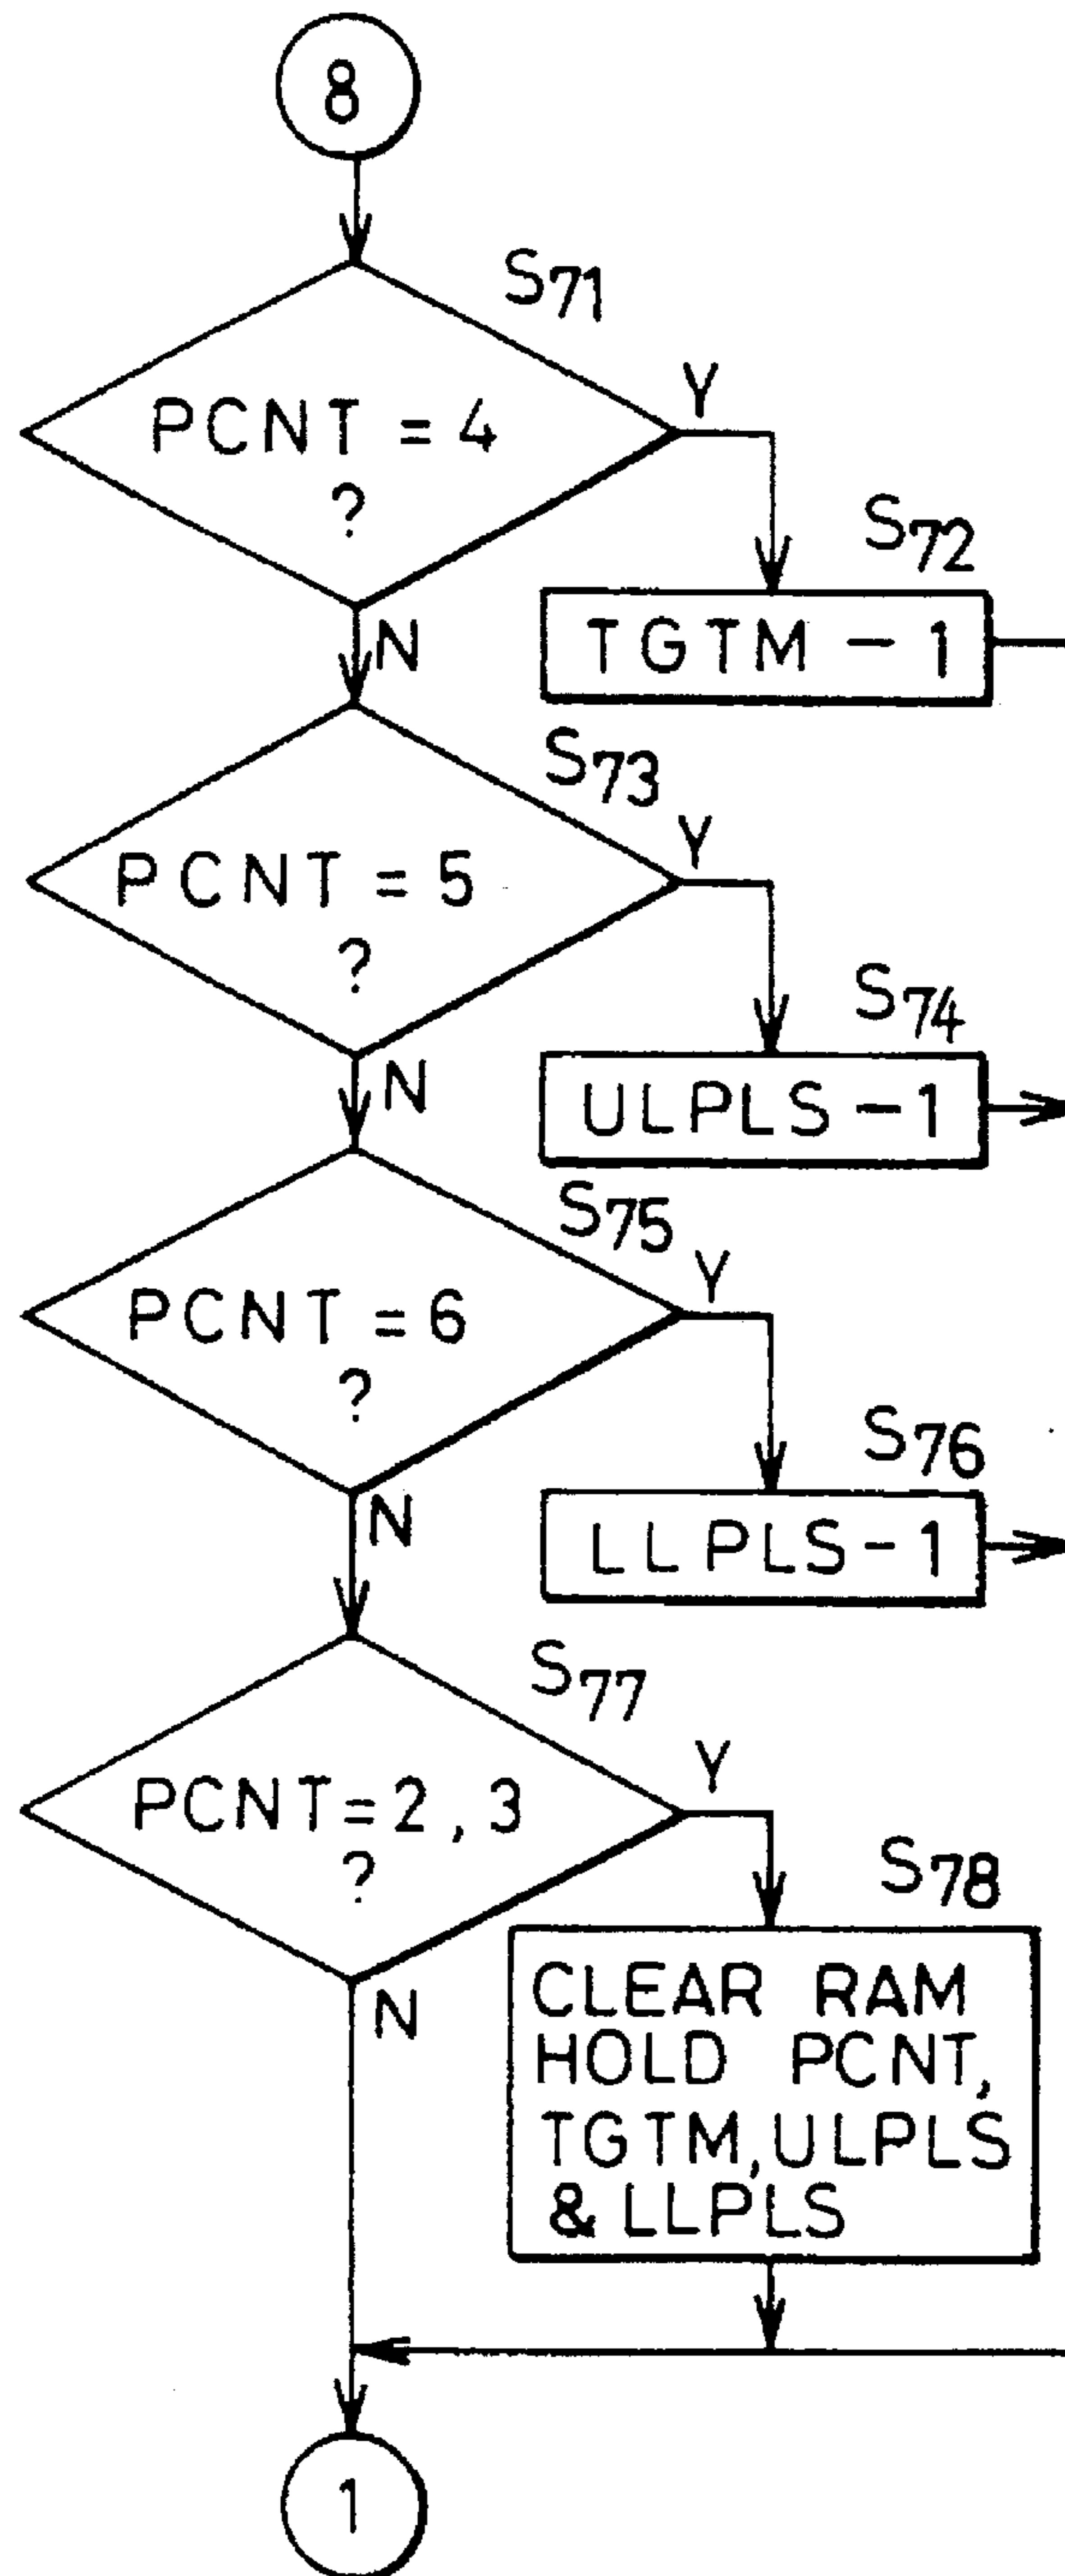 8
S71
PCNT = 4
?
Y
N
S72
TGTM - 1
S73
PCNT = 5
?
Y
N
S74
ULPLS - 1
S75
PCNT = 6
?
Y
N
S76
LLPLS - 1
S77
PCNT = 2, 3
?
Y
N
S78
CLEAR RAM
HOLD PCNT,
TGTM, ULPLS
& LLPLS
1